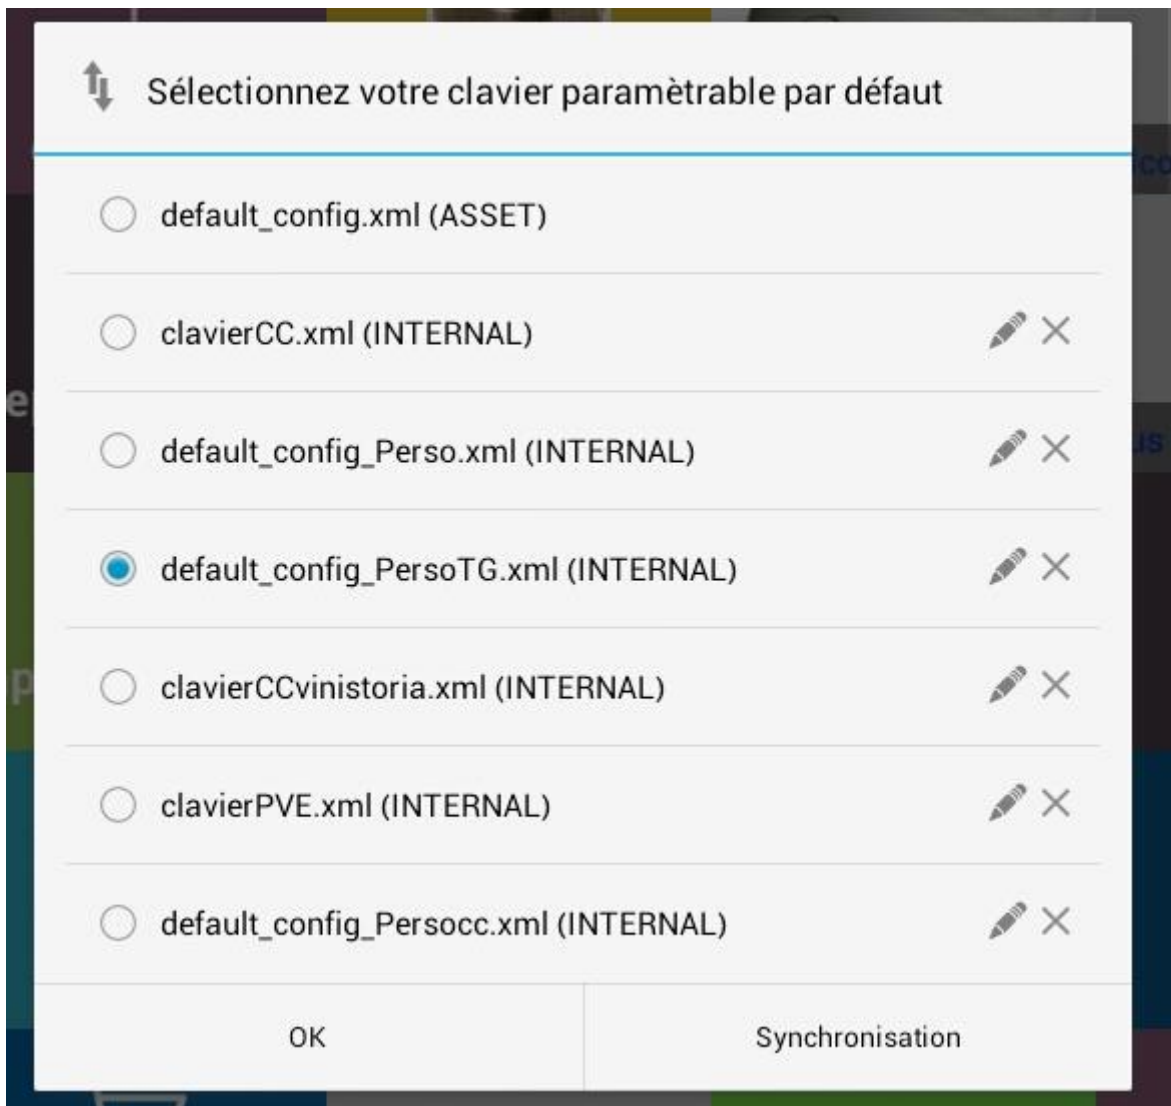 Sélectionnez votre clavier paramètrable par défaut
default_config.xml (ASSET)
clavierCC.xml (INTERNAL)
default_config_Perso.xml (INTERNAL)
default_config_PersoTG.xml (INTERNAL)
clavierCCvinistoria.xml (INTERNAL)
clavierPVE.xml (INTERNAL)
default_config_Persocc.xml (INTERNAL)
OK
Synchronisation